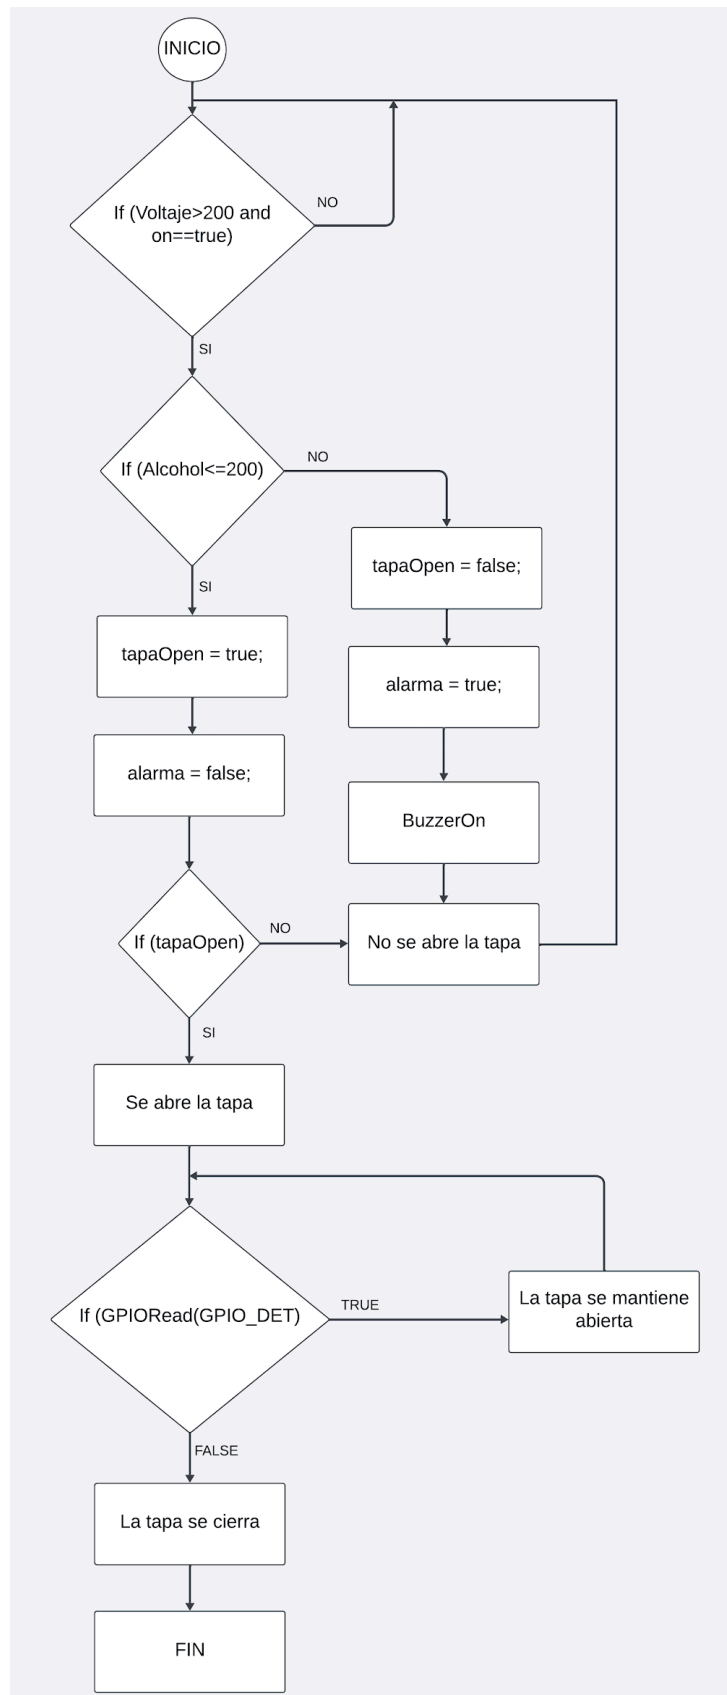 INICIO
If (Voltaje>200 and
on==true)
NO
SI
If (Alcohol<=200)
NO
SI
tapaOpen = false;
tapaOpen = true;
alarma = true;
alarma = false;
BuzzerOn
If (tapaOpen)
NO
No se abre la tapa
SI
Se abre la tapa
If (GPIORead(GPIO_DET)
TRUE
La tapa se mantiene
abierta
FALSE
La tapa se cierra
FIN